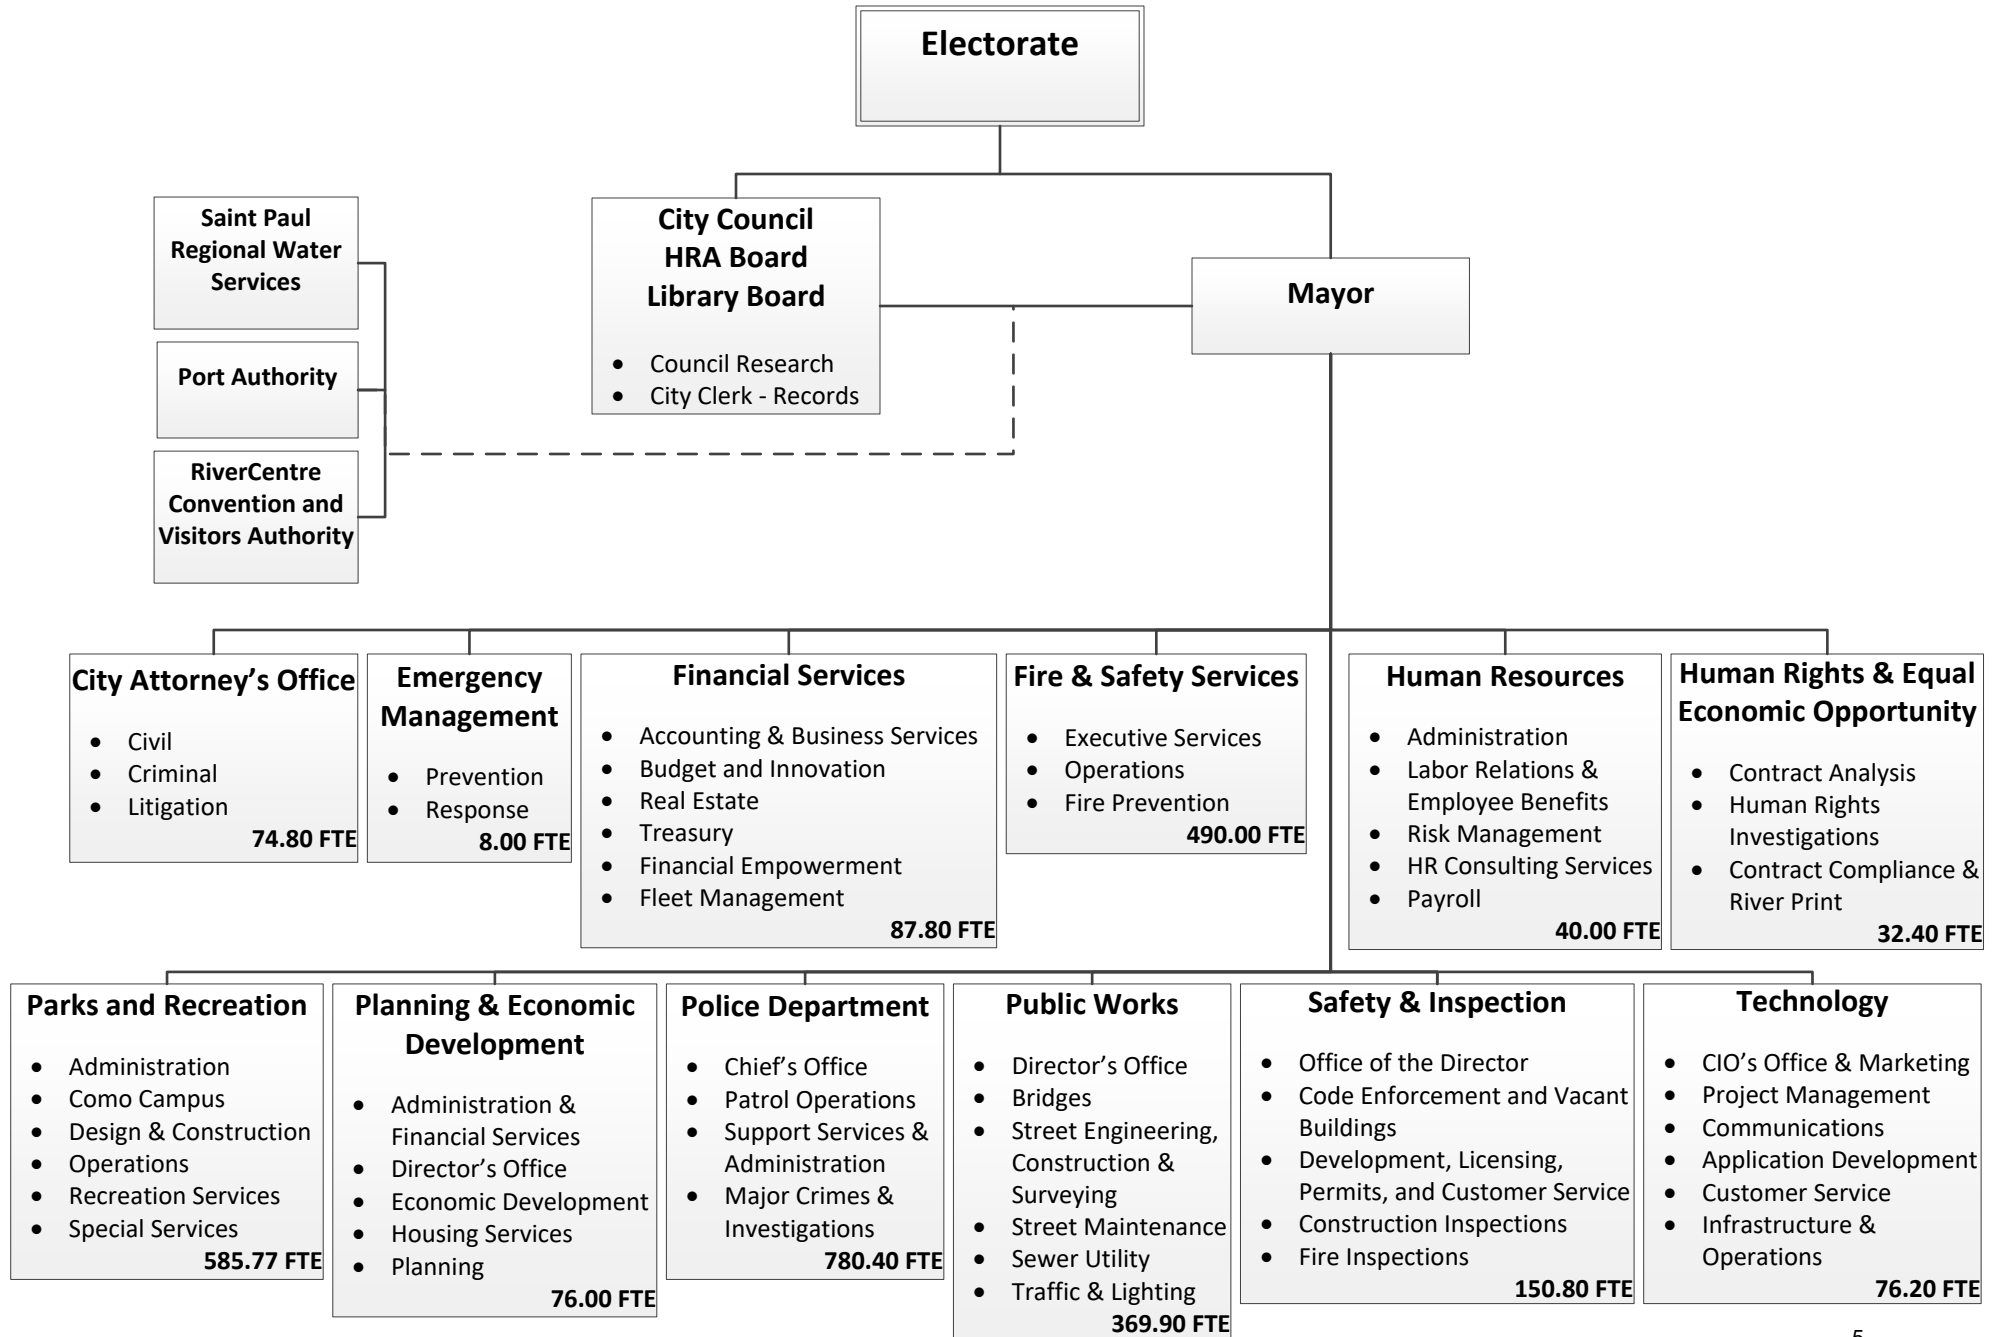 Electorate
Saint Paul
Regional Water
Services
Port Authority
RiverCentre
Convention and
Visitors Authority
City Council
HRA Board
Library Board
• Council Research
• City Clerk - Records
Mayor
City Attorney’s Office
• Civil
• Criminal
• Litigation
74.80 FTE
Emergency
Management
• Prevention
• Response
8.00 FTE
Financial Services
• Accounting & Business Services
• Budget and Innovation
• Real Estate
• Treasury
• Financial Empowerment
• Fleet Management
87.80 FTE
Fire & Safety Services
• Executive Services
• Operations
• Fire Prevention
490.00 FTE
Human Resources
• Administration
• Labor Relations &
Employee Benefits
• Risk Management
• HR Consulting Services
• Payroll
40.00 FTE
Human Rights & Equal
Economic Opportunity
• Contract Analysis
• Human Rights
Investigations
• Contract Compliance &
River Print
32.40 FTE
Parks and Recreation
• Administration
• Como Campus
• Design & Construction
• Operations
• Recreation Services
• Special Services
585.77 FTE
Planning & Economic
Development
• Administration &
Financial Services
• Director’s Office
• Economic Development
• Housing Services
• Planning
76.00 FTE
Police Department
• Chief’s Office
• Patrol Operations
• Support Services &
Administration
• Major Crimes &
Investigations
780.40 FTE
Public Works
• Director’s Office
• Bridges
• Street Engineering,
Construction &
Surveying
• Street Maintenance
• Sewer Utility
• Traffic & Lighting
369.90 FTE
Safety & Inspection
• Office of the Director
• Code Enforcement and Vacant
Buildings
• Development, Licensing,
Permits, and Customer Service
• Construction Inspections
• Fire Inspections
150.80 FTE
Technology
• CIO’s Office & Marketing
• Project Management
• Communications
• Application Development
• Customer Service
• Infrastructure &
Operations
76.20 FTE
5